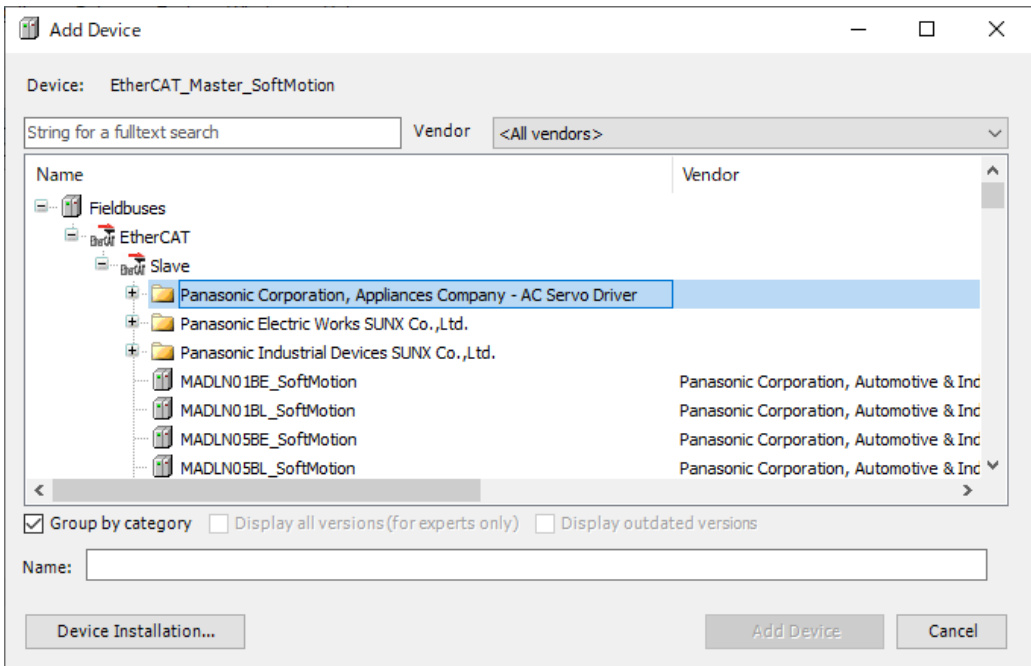 Add Device
Device: EtherCAT_Master_SoftMotion
String for a fulltext search Vendor <All vendors>
Name Vendor
Fieldbuses
EtherCAT EtherCAT
EtherCAT Slave
Panasonic Corporation, Appliances Company - AC Servo Driver
Panasonic Electric Works SUNX Co.,Ltd.
Panasonic Industrial Devices SUNX Co.,Ltd.
MADLN01BE_SoftMotion Panasonic Corporation, Automotive & Ind
MADLN01BL_SoftMotion Panasonic Corporation, Automotive & Ind
MADLN05BE_SoftMotion Panasonic Corporation, Automotive & Ind
MADLN05BL_SoftMotion Panasonic Corporation, Automotive & Ind
Group by category Display all versions (for experts only) Display outdated versions
Name:
Device Installation... Add Device Cancel